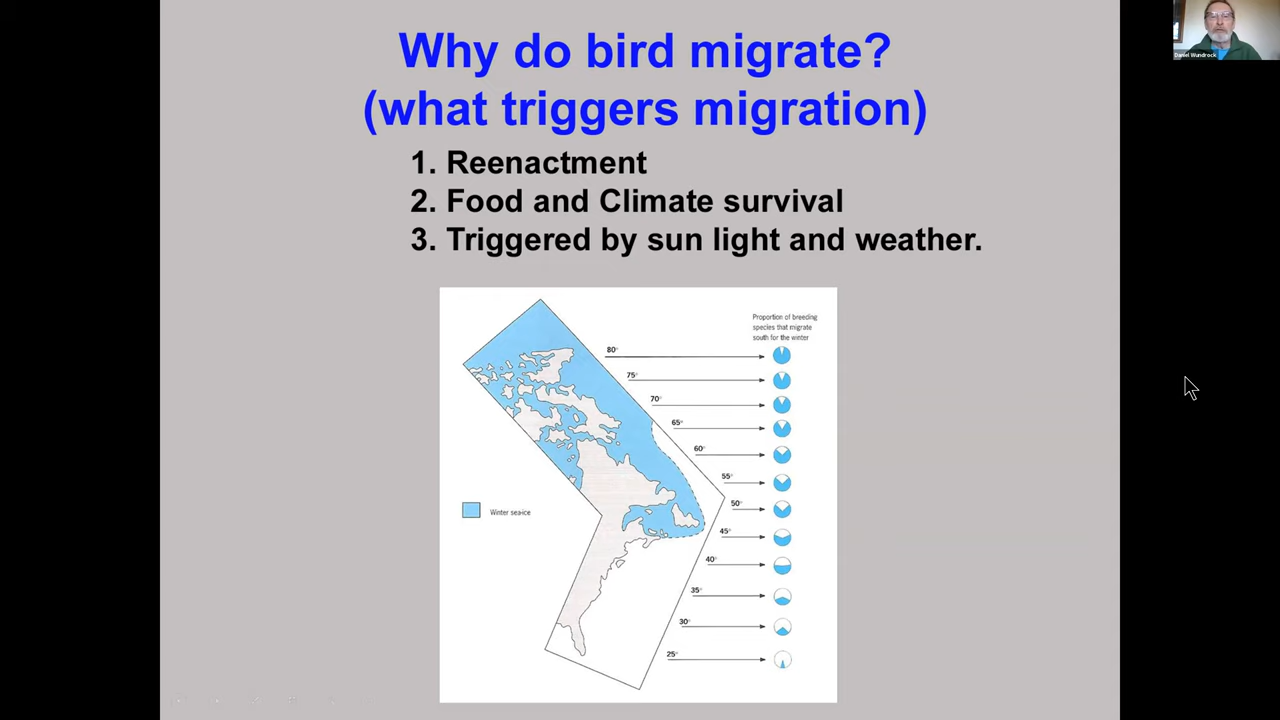 Why do bird migrate?
(what triggers migration)
1. Reenactment
2. Food and Climate survival
3. Triggered by sun light and weather.
Proportion of breeding
species that migrate
south for the winter
80°
75°
70°
65°
60°
55°
50°
45°
40°
35°
30°
25°
Winter sea-ice
Daniel Wundrock